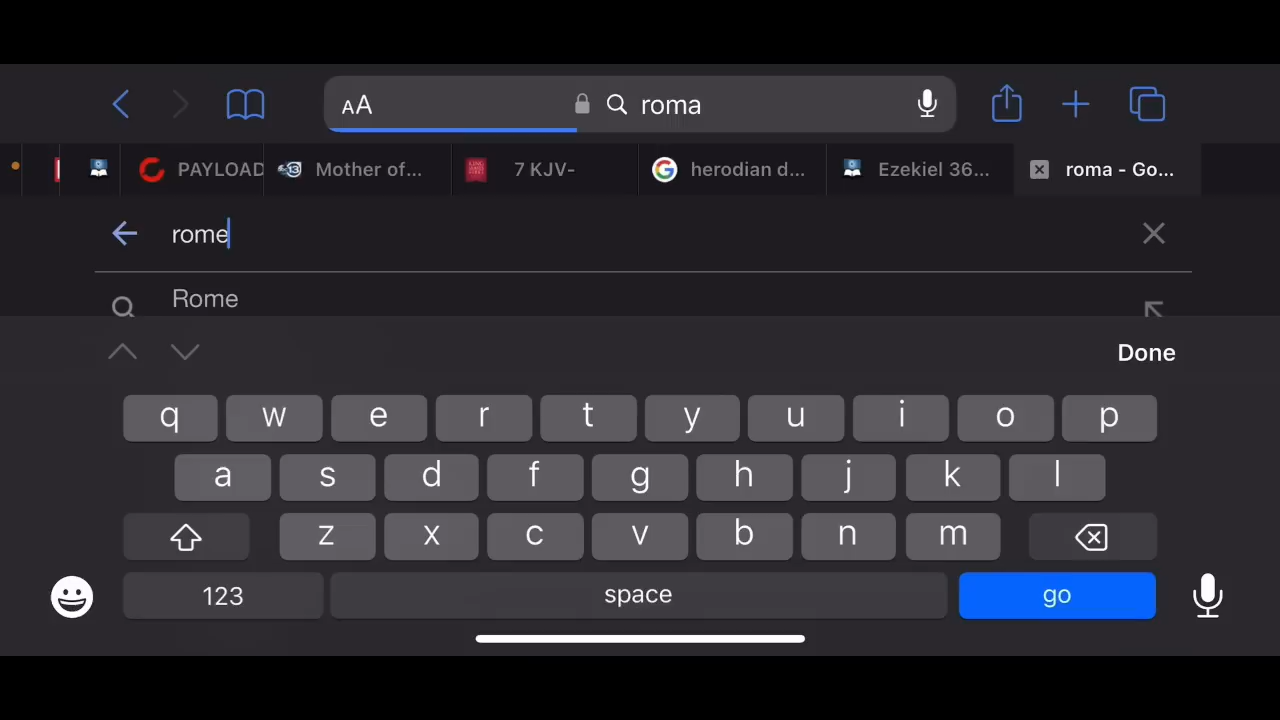 AA roma
PAYLOAD Mother of... 7 KJV- herodian d... Ezekiel 36... roma - Go...
rome
Rome
Done
q w e r t y u i o p
a s d f g h j k l
z x c v b n m
123 space go